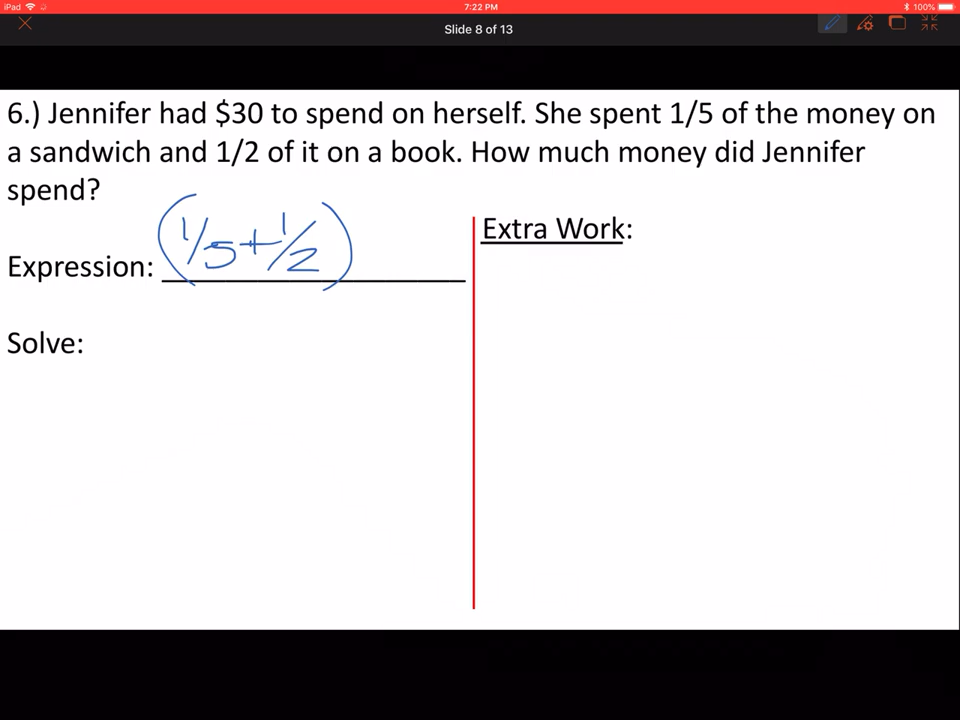 iPad 7:22 PM 100%
Slide 8 of 13
6.) Jennifer had $30 to spend on herself. She spent 1/5 of the money on
a sandwich and 1/2 of it on a book. How much money did Jennifer
spend?
Expression: (1/5+1/2)
Extra Work:
Solve: